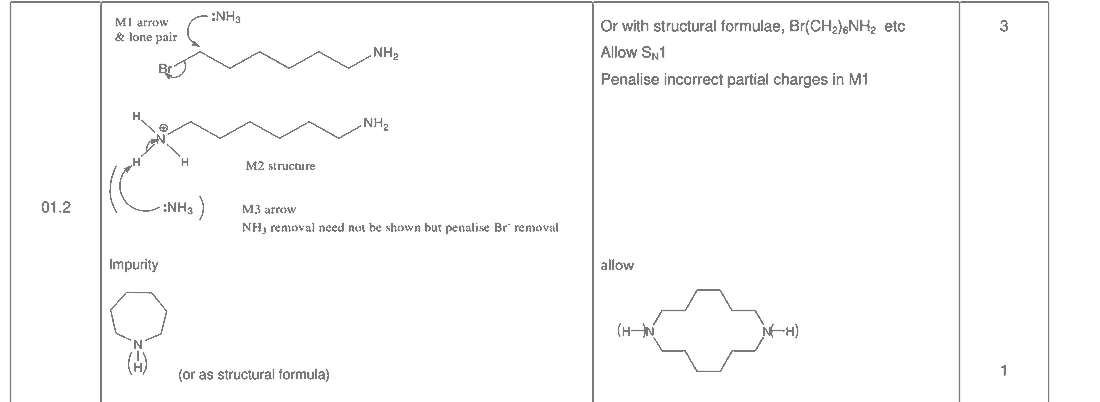 01.2
M1 arrow
& lone pair
:NH3
Br
NH2
H
⊕
N
H
H
NH2
M2 structure
( :NH3 )
M3 arrow
NH3 removal need not be shown but penalise Br- removal
Impurity
N
(H)
(or as structural formula)
Or with structural formulae, Br(CH2)6NH2 etc
Allow SN1
Penalise incorrect partial charges in M1
allow
(H N
N H)
3
1